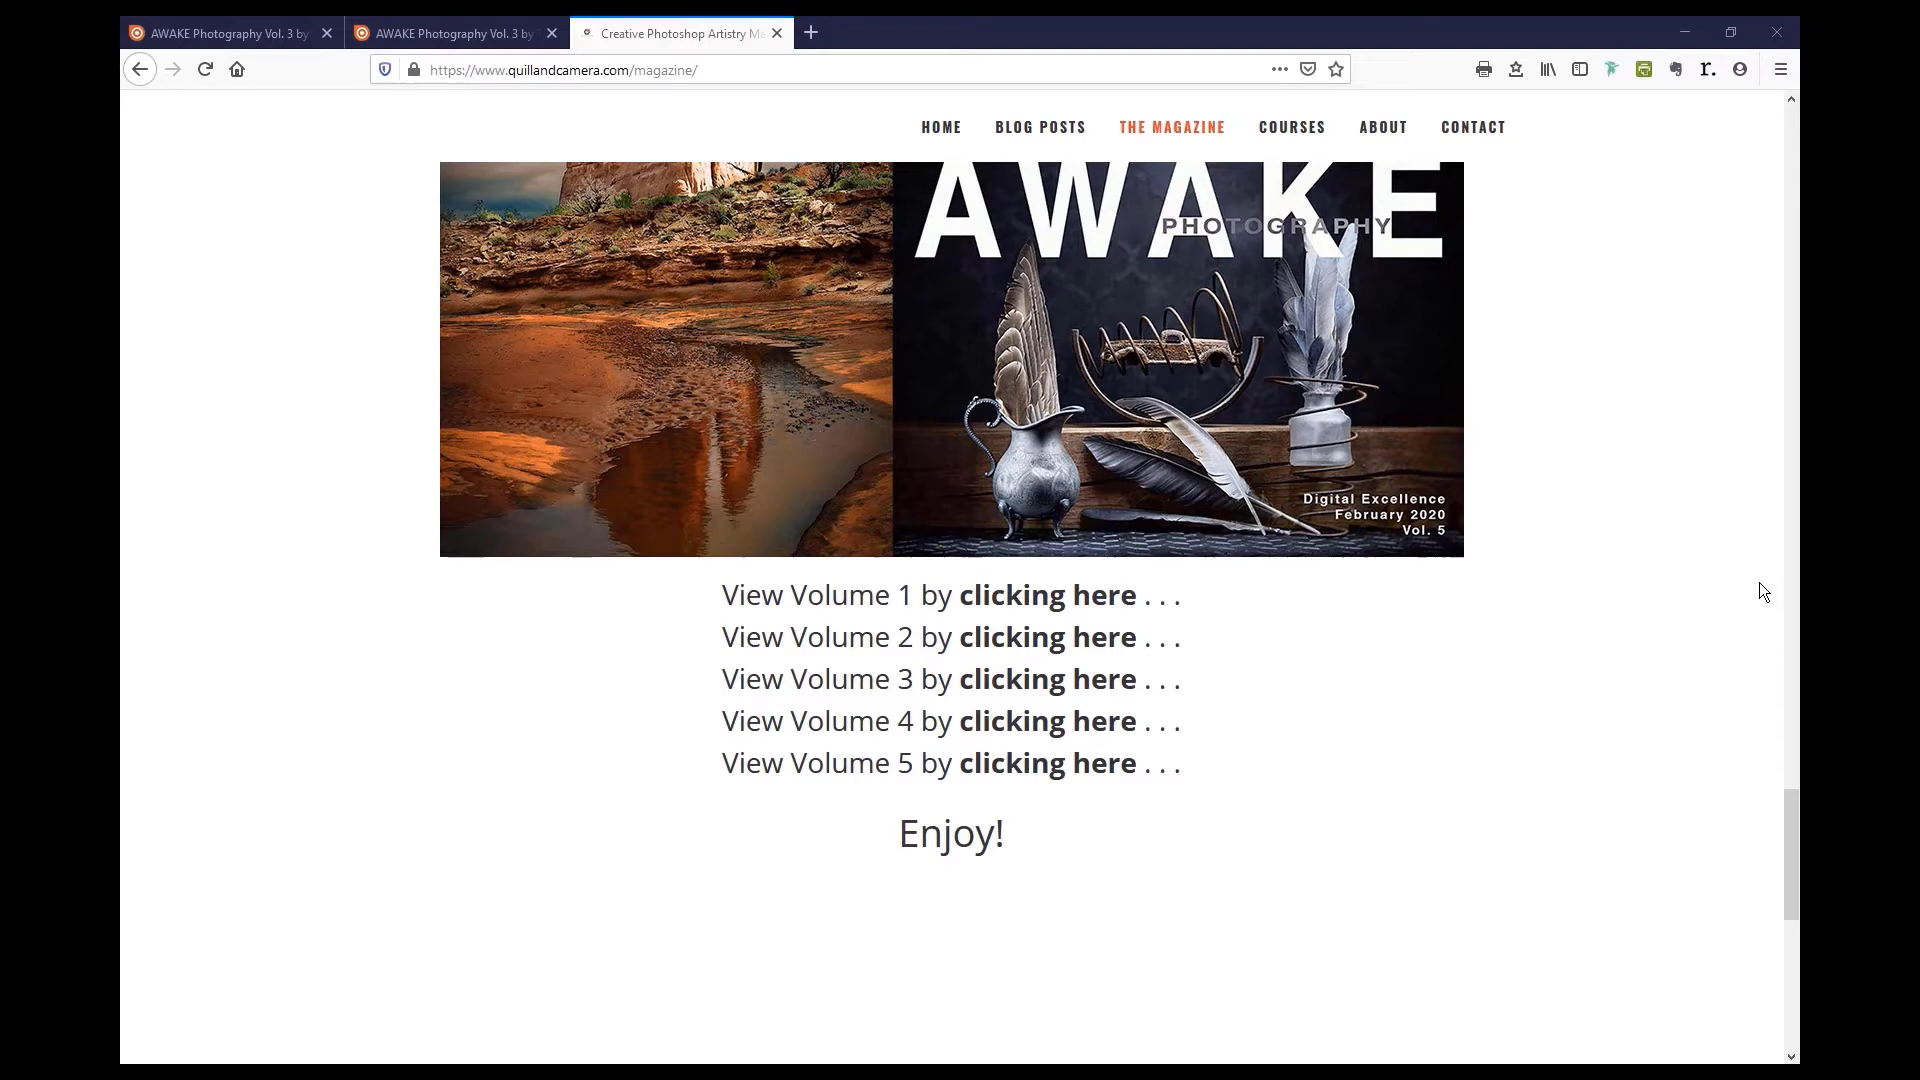 AWAKE Photography Vol. 3 by
AWAKE Photography Vol. 3 by
Creative Photoshop Artistry Ma
https://www.quillandcamera.com/magazine/
r.
HOME BLOG POSTS THE MAGAZINE COURSES ABOUT CONTACT
AWAKE
PHOTOGRAPHY
Digital Excellence
February 2020
Vol. 5
View Volume 1 by clicking here . . .
View Volume 2 by clicking here . . .
View Volume 3 by clicking here . . .
View Volume 4 by clicking here . . .
View Volume 5 by clicking here . . .
Enjoy!